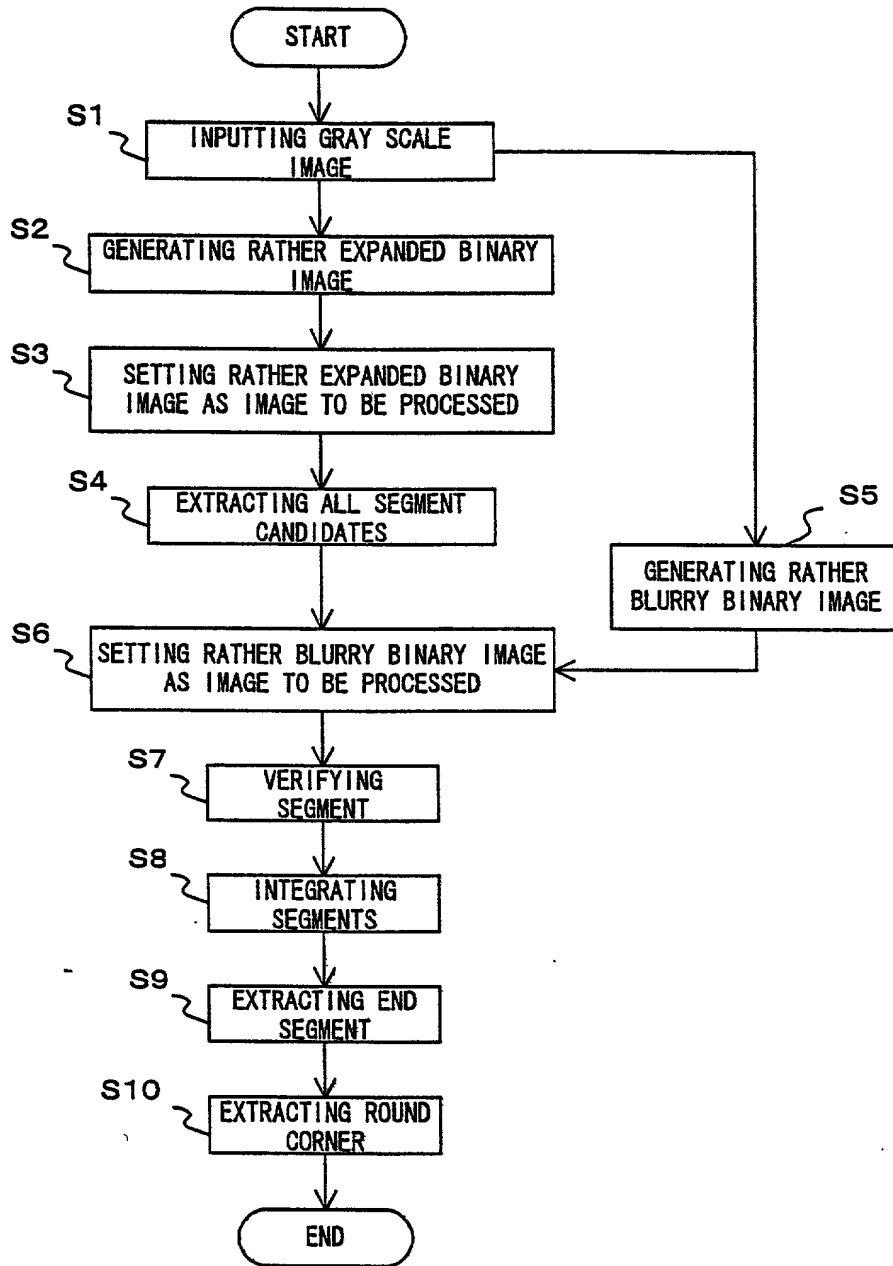 START
S1
INPUTTING GRAY SCALE
IMAGE
S2
GENERATING RATHER EXPANDED BINARY
IMAGE
S3
SETTING RATHER EXPANDED BINARY
IMAGE AS IMAGE TO BE PROCESSED
S4
EXTRACTING ALL SEGMENT
CANDIDATES
S5
GENERATING RATHER
BLURRY BINARY IMAGE
S6
SETTING RATHER BLURRY BINARY IMAGE
AS IMAGE TO BE PROCESSED
S7
VERIFYING
SEGMENT
S8
INTEGRATING
SEGMENTS
S9
EXTRACTING END
SEGMENT
S10
EXTRACTING ROUND
CORNER
END